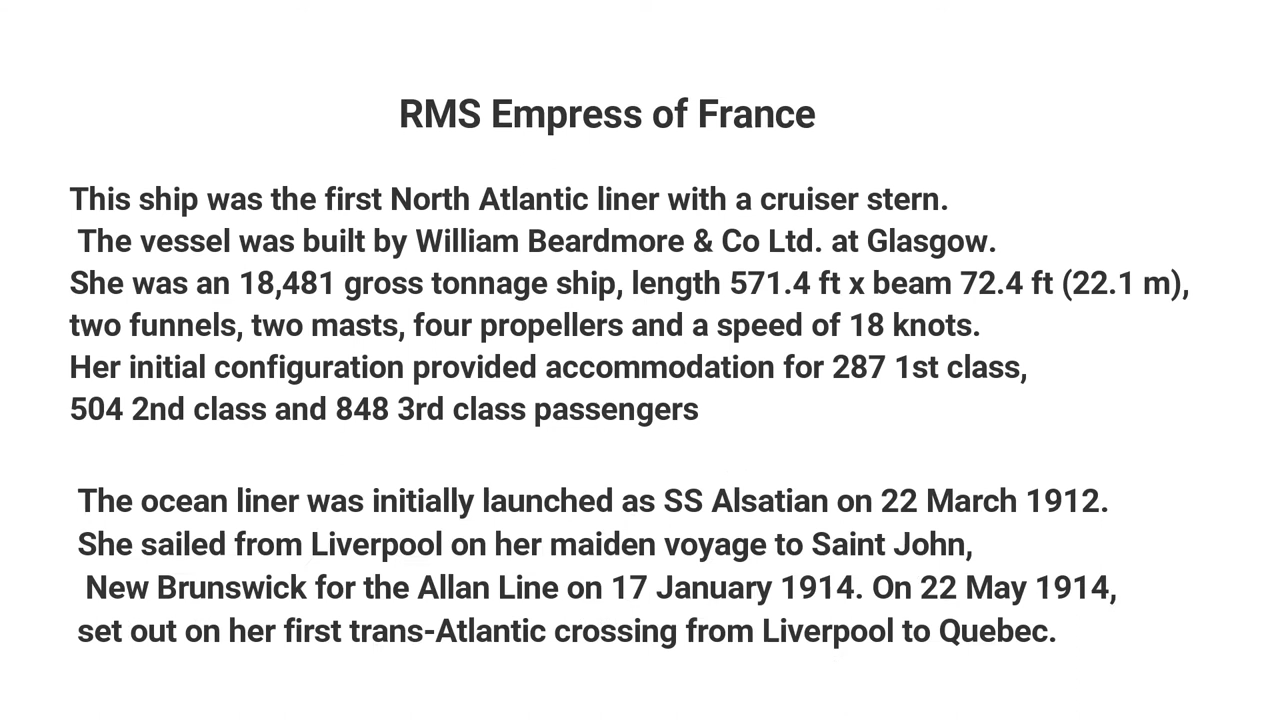 RMS Empress of France
This ship was the first North Atlantic liner with a cruiser stern.
The vessel was built by William Beardmore & Co Ltd. at Glasgow.
She was an 18,481 gross tonnage ship, length 571.4 ft x beam 72.4 ft (22.1 m),
two funnels, two masts, four propellers and a speed of 18 knots.
Her initial configuration provided accommodation for 287 1st class,
504 2nd class and 848 3rd class passengers
The ocean liner was initially launched as SS Alsatian on 22 March 1912.
She sailed from Liverpool on her maiden voyage to Saint John,
New Brunswick for the Allan Line on 17 January 1914. On 22 May 1914,
set out on her first trans-Atlantic crossing from Liverpool to Quebec.